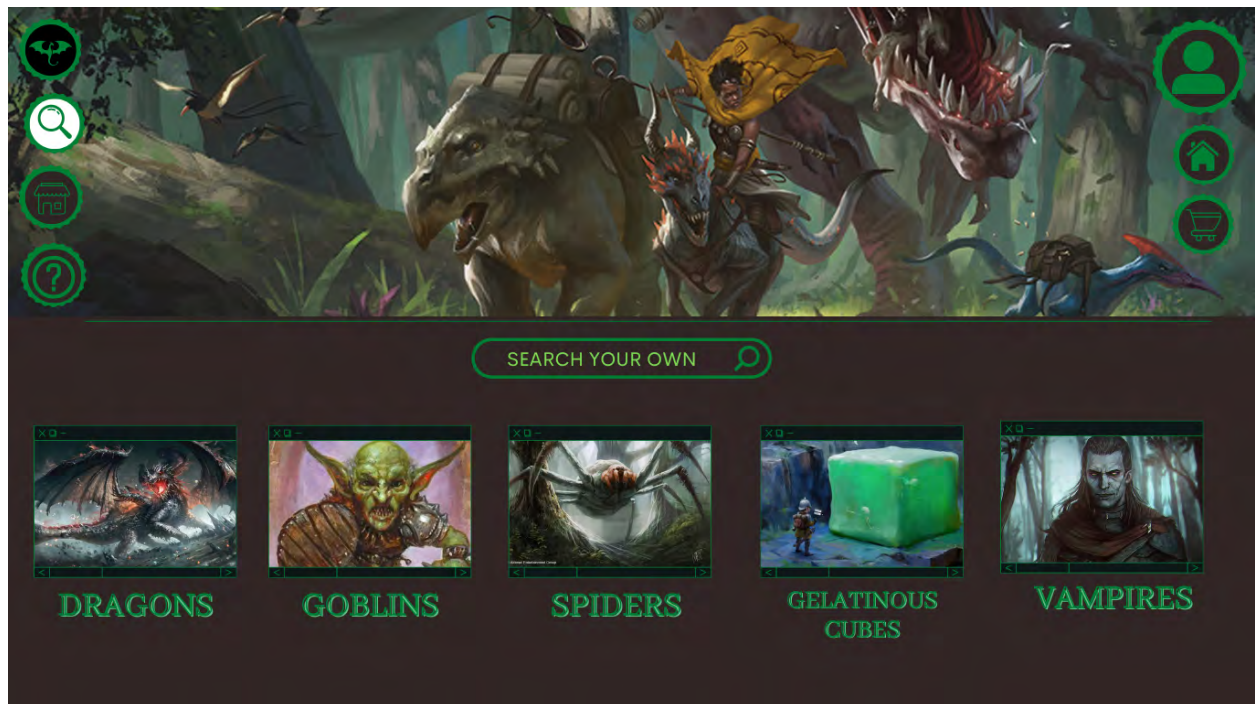 SEARCH YOUR OWN
DRAGONS
GOBLINS
SPIDERS
GELATINOUS
CUBES
VAMPIRES